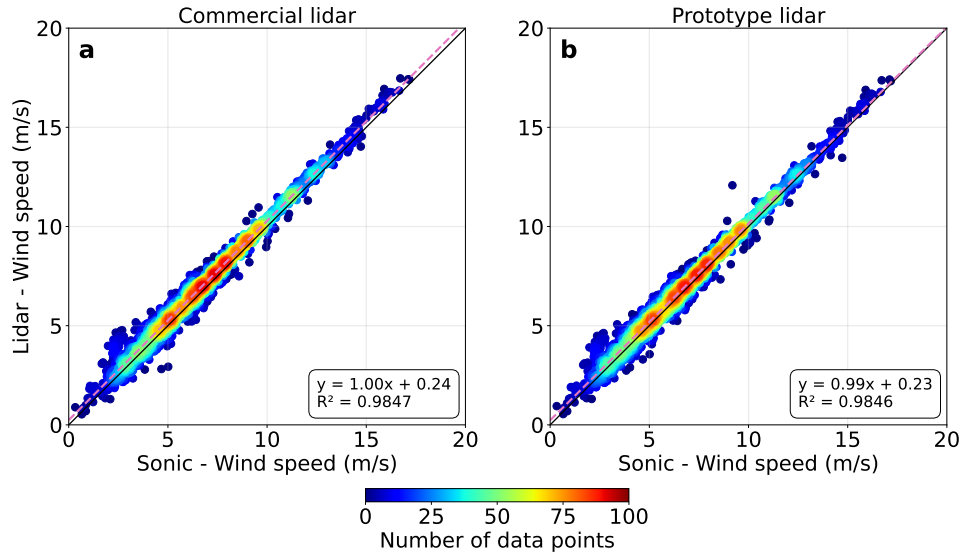 Commercial lidar
Prototype lidar
a
b
Lidar - Wind speed (m/s)
20
15
10
5
0
20
15
10
5
0
y = 1.00x + 0.24
R² = 0.9847
y = 0.99x + 0.23
R² = 0.9846
0 5 10 15 20
0 5 10 15 20
Sonic - Wind speed (m/s)
Sonic - Wind speed (m/s)
0 25 50 75 100
Number of data points